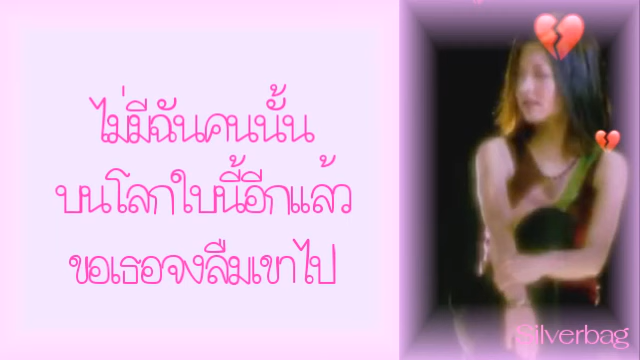 ไม่มีฉันคนนั้น
บนโลกใบนี้อีกแล้ว
ขอเธอจงลืมเขาไป
Silverbag